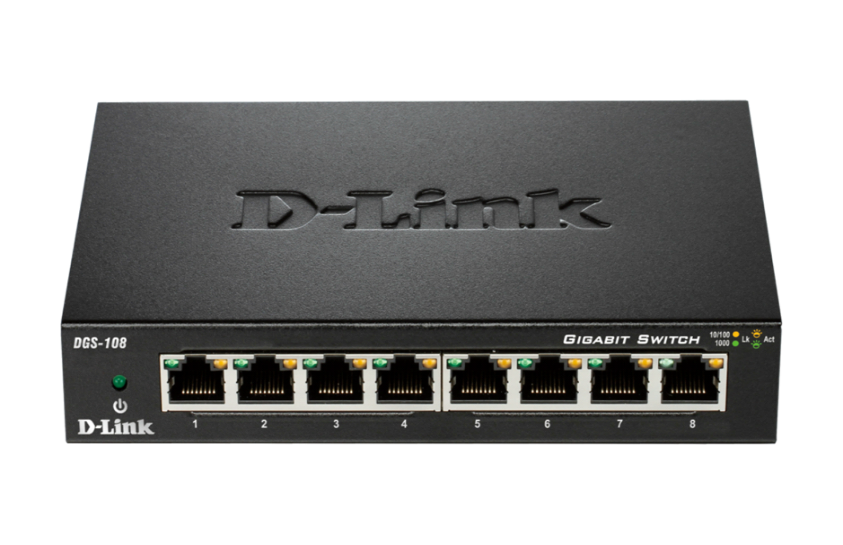 D-Link
DGS-108
GIGABIT SWITCH
10/100
1000
Lk
Act
D-Link
1 2 3 4 5 6 7 8